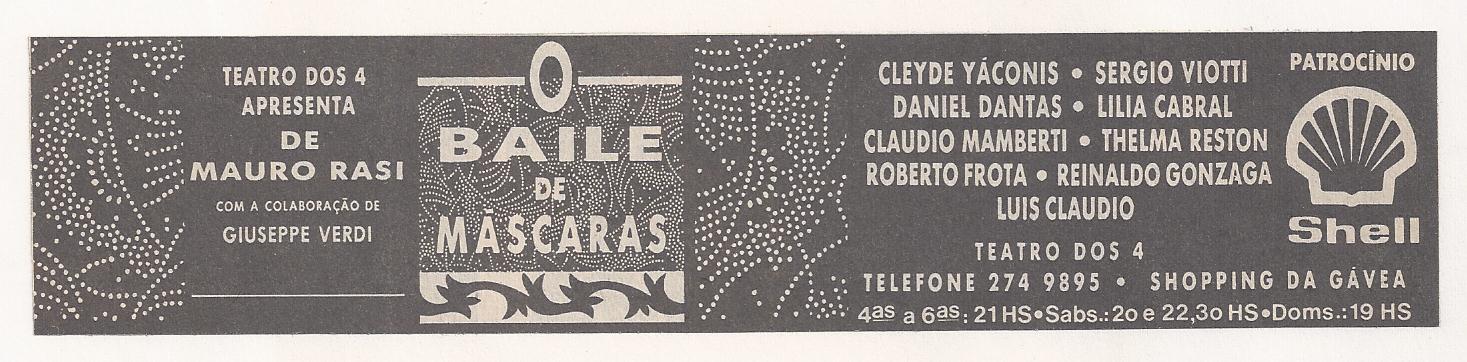 TEATRO DOS 4
APRESENTA
DE
MAURO RASI
COM A COLABORAÇÃO DE
GIUSEPPE VERDI
O
BAILE
DE
MÁSCARAS
CLEYDE YÁCONIS • SERGIO VIOTTI
DANIEL DANTAS • LILIA CABRAL
CLAUDIO MAMBERTI • THELMA RESTON
ROBERTO FROTA • REINALDO GONZAGA
LUIS CLAUDIO
TEATRO DOS 4
TELEFONE 274 9895 • SHOPPING DA GÁVEA
4as a 6as: 21 HS•Sabs.:20 e 22,30 HS•Doms.:19 HS
PATROCÍNIO
Shell